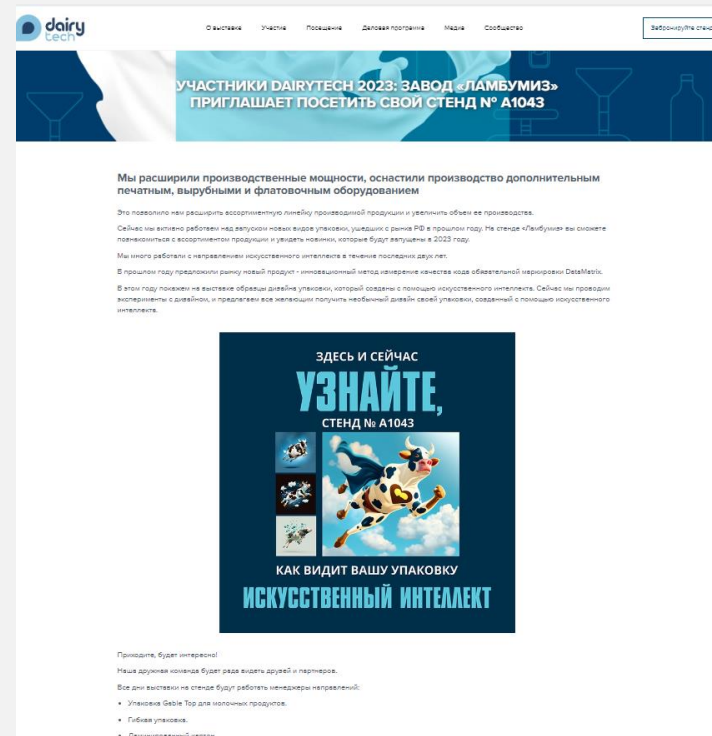 dairy
tech
О выставке Участие Посещение Деловая программа Медиа Сообщество
Забронируйте стенд
УЧАСТНИКИ DAIRYTECH 2023: ЗАВОД «ЛАМБУМИЗ»
ПРИГЛАШАЕТ ПОСЕТИТЬ СВОЙ СТЕНД № A1043
Мы расширили производственные мощности, оснастили производство дополнительным
печатным, вырубными и флатовочным оборудованием
Это позволило нам расширить ассортиментную линейку производимой продукции и увеличить объем ее производства.
Сейчас мы активно работаем над запуском новых видов упаковки, ушедших с рынка РФ в прошлом году. На стенде «Ламбумиз» вы сможете
познакомиться с ассортиментом продукции и увидеть новинки, которые будут запущены в 2023 году.
Мы много работали с направлением искусственного интеллекта в течение последних двух лет.
В прошлом году предложили рынку новый продукт - инновационный метод измерение качества кода обязательной маркировки DataMatrix.
В этом году покажем на выставке образцы дизайна упаковки, который созданы с помощью искусственного интеллекта. Сейчас мы проводим
эксперименты с дизайном, и предлагаем все желающим получить необычный дизайн своей упаковки, созданный с помощью искусственного
интеллекта.
ЗДЕСЬ И СЕЙЧАС
УЗНАЙТЕ,
СТЕНД № A1043
КАК ВИДИТ ВАШУ УПАКОВКУ
ИСКУССТВЕННЫЙ ИНТЕЛЛЕКТ
Приходите, будет интересно!
Наша дружная команда будет рада видеть друзей и партнеров.
Все дни выставки на стенде будут работать менеджеры направлений:
• Упаковка Gable Top для молочных продуктов.
• Гибкая упаковка.